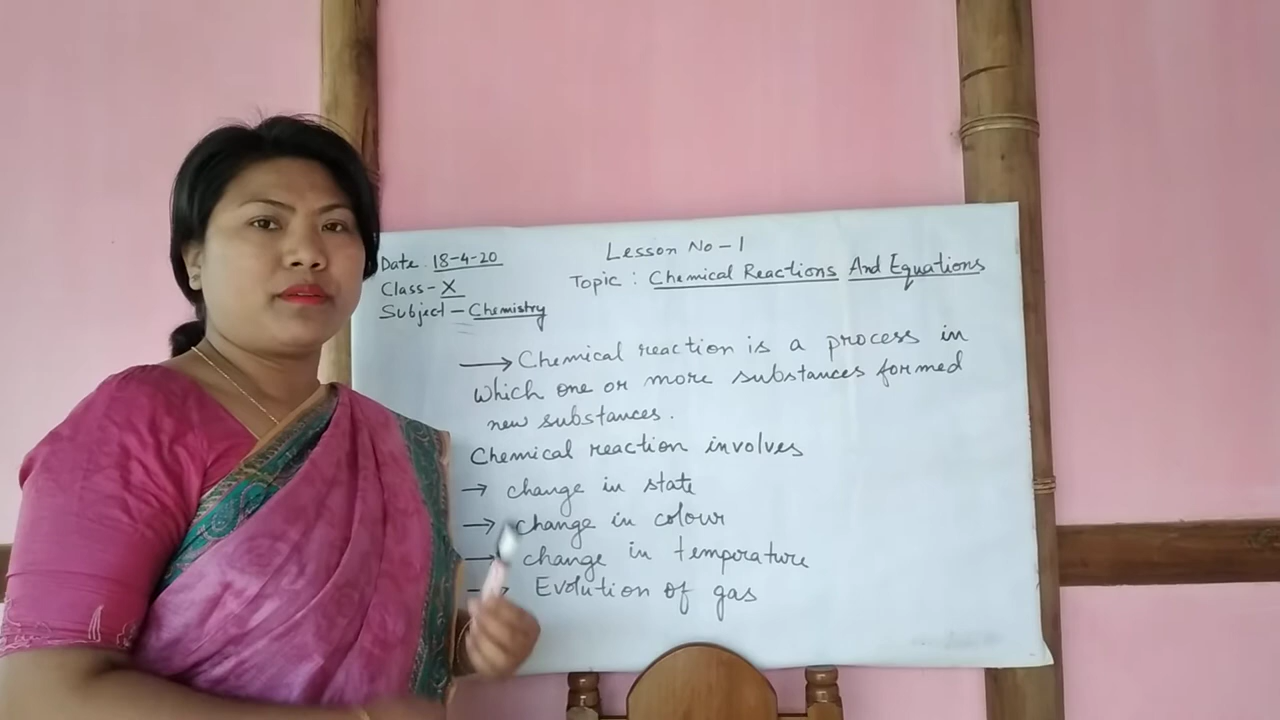 Lesson No - 1
Date 18-4-20
Topic : Chemical Reactions And Equations
Class - X
Subject - Chemistry
→ Chemical reaction is a process in
which one or more substances formed
new substances.
Chemical reaction involves
→ change in state
→ change in colour
→ change in temperature
→ Evolution of gas